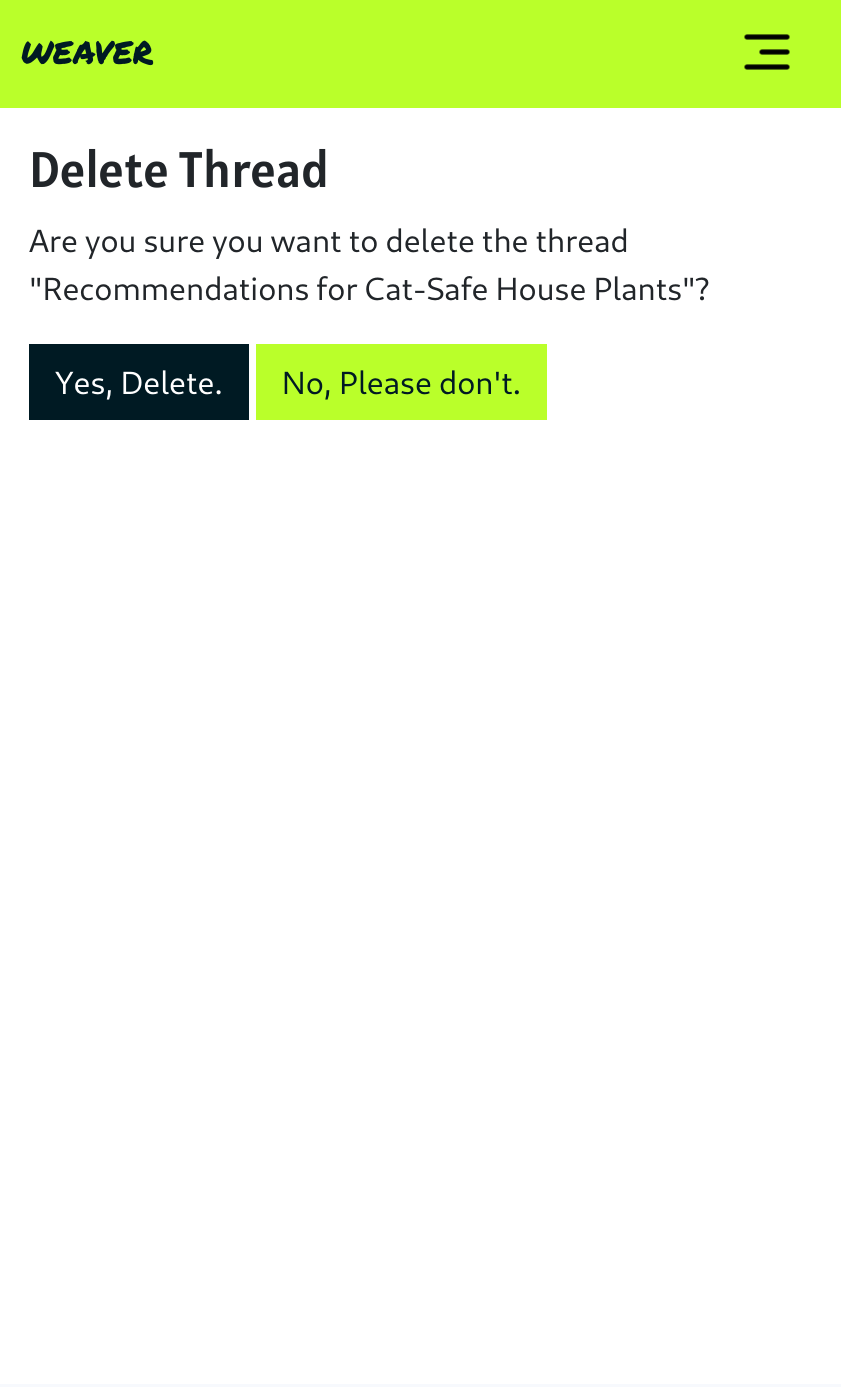 WEAVER
Delete Thread
Are you sure you want to delete the thread
"Recommendations for Cat-Safe House Plants"?
Yes, Delete. No, Please don't.